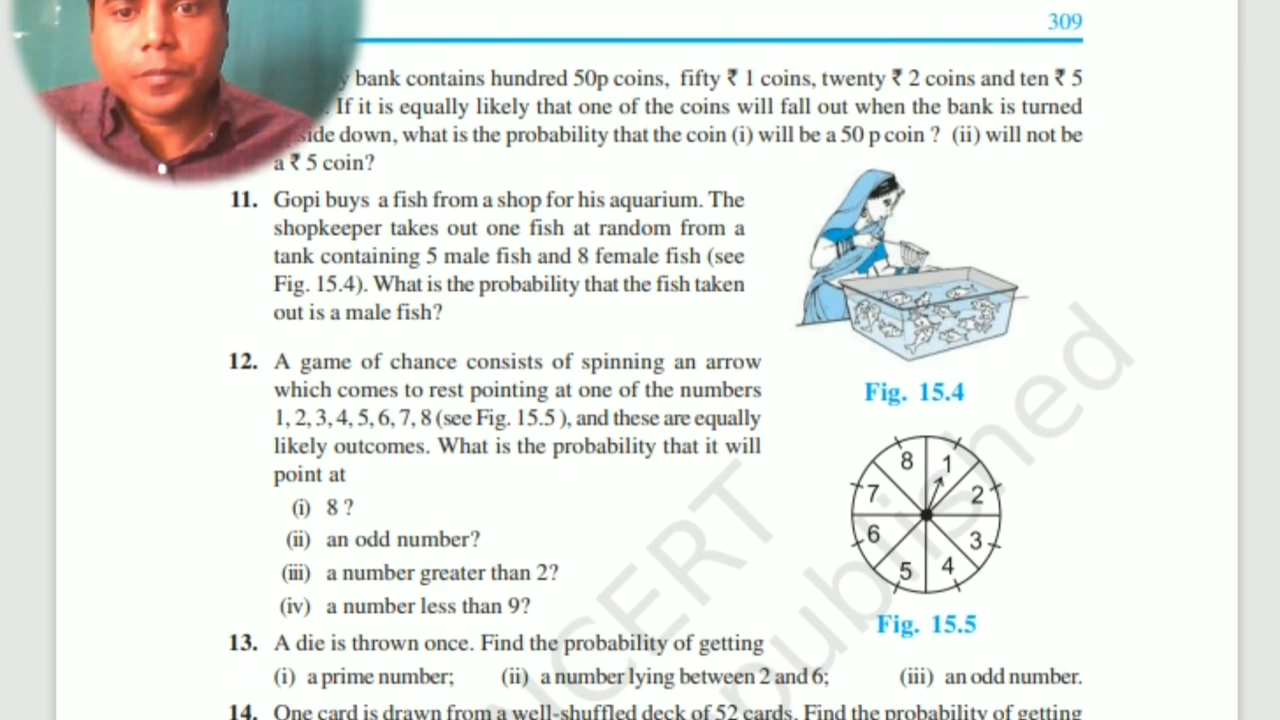 309
bank contains hundred 50p coins, fifty ₹ 1 coins, twenty ₹ 2 coins and ten ₹ 5
. If it is equally likely that one of the coins will fall out when the bank is turned
side down, what is the probability that the coin (i) will be a 50 p coin ? (ii) will not be
a ₹ 5 coin?
11. Gopi buys a fish from a shop for his aquarium. The
shopkeeper takes out one fish at random from a
tank containing 5 male fish and 8 female fish (see
Fig. 15.4). What is the probability that the fish taken
out is a male fish?
Fig. 15.4
12. A game of chance consists of spinning an arrow
which comes to rest pointing at one of the numbers
1, 2, 3, 4, 5, 6, 7, 8 (see Fig. 15.5 ), and these are equally
likely outcomes. What is the probability that it will
point at
(i) 8 ?
(ii) an odd number?
(iii) a number greater than 2?
(iv) a number less than 9?
8 1
7 2
6 3
5 4
Fig. 15.5
13. A die is thrown once. Find the probability of getting
(i) a prime number; (ii) a number lying between 2 and 6; (iii) an odd number.
14. One card is drawn from a well-shuffled deck of 52 cards. Find the probability of getting
NCERT
published